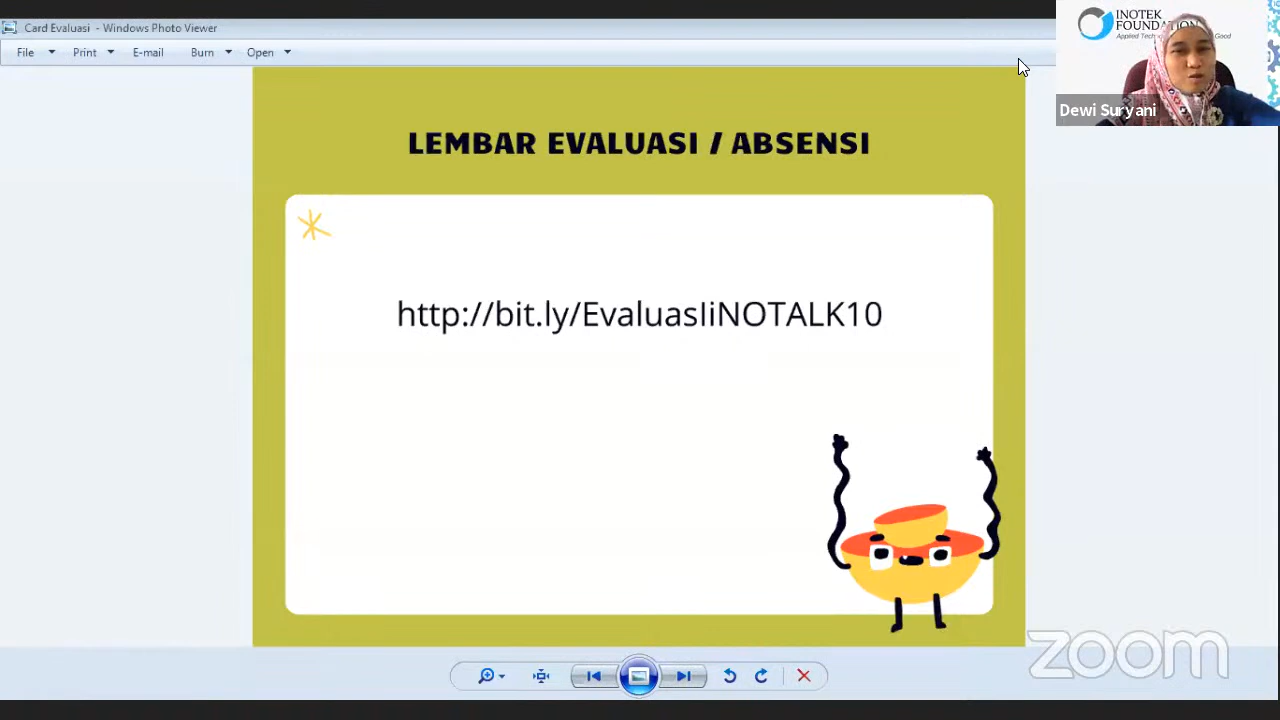 Card Evaluasi - Windows Photo Viewer
File Print E-mail Burn Open
INOTEK
FOUNDATION
Dewi Suryani
LEMBAR EVALUASI / ABSENSI
http://bit.ly/EvaluasIiNOTALK10
zoom